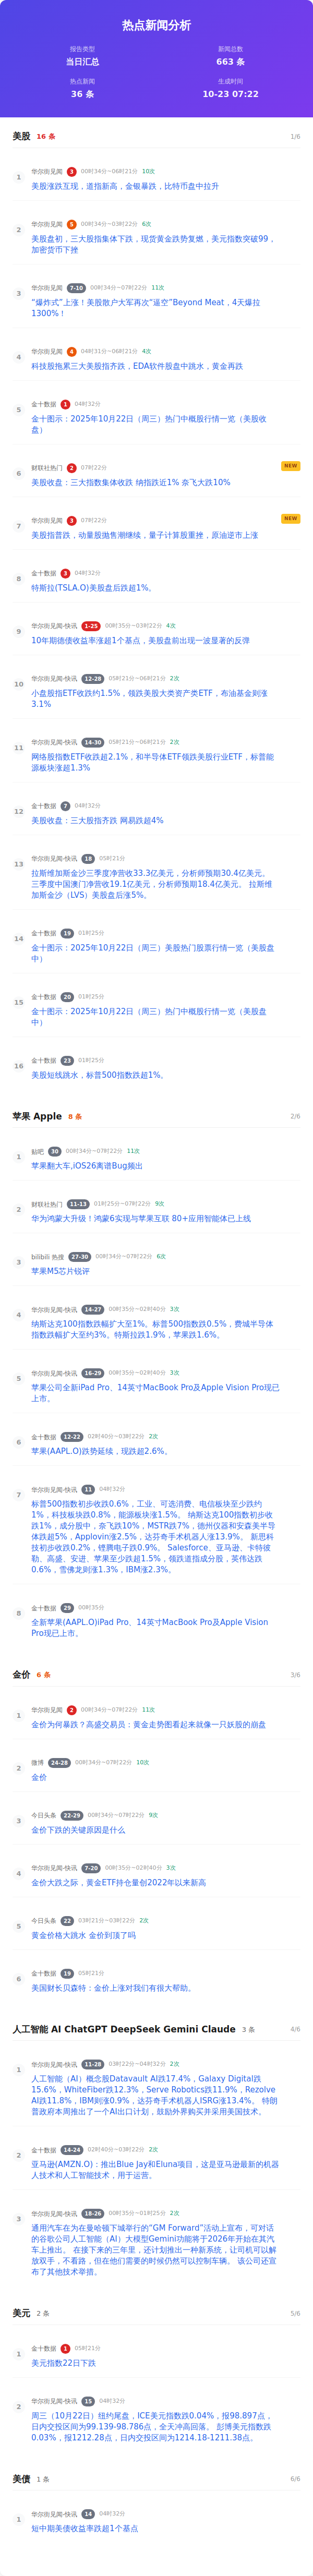 热点新闻分析
报告类型
当日汇总
新闻总数
663 条
热点新闻
36 条
生成时间
10-23 07:22
美股 16 条 1/6
1 华尔街见闻 3 00时34分~06时21分 10次
美股涨跌互现，道指新高，金银暴跌，比特币盘中拉升
2 华尔街见闻 5 00时34分~03时22分 6次
美股盘初，三大股指集体下跌，现货黄金跌势复燃，美元指数突破99，
加密货币下挫
3 华尔街见闻 7-10 00时34分~07时22分 11次
“爆炸式”上涨！美股散户大军再次“逼空”Beyond Meat，4天爆拉
1300%！
4 华尔街见闻 4 04时31分~06时21分 4次
科技股拖累三大美股指齐跌，EDA软件股盘中跳水，黄金再跌
5 金十数据 1 04时32分
金十图示：2025年10月22日（周三）热门中概股行情一览（美股收
盘）
6 财联社热门 2 07时22分 NEW
美股收盘：三大指数集体收跌 纳指跌近1% 奈飞大跌10%
7 华尔街见闻 3 07时22分 NEW
美股指普跌，动量股抛售潮继续，量子计算股重挫，原油逆市上涨
8 金十数据 3 04时32分
特斯拉(TSLA.O)美股盘后跌超1%。
9 华尔街见闻-快讯 1-25 00时35分~03时22分 4次
10年期德债收益率涨超1个基点，美股盘前出现一波显著的反弹
10 华尔街见闻-快讯 12-28 05时21分~06时21分 2次
小盘股指ETF收跌约1.5%，领跌美股大类资产类ETF，布油基金则涨
3.1%
11 华尔街见闻-快讯 14-30 05时21分~06时21分 2次
网络股指数ETF收跌超2.1%，和半导体ETF领跌美股行业ETF，标普能
源板块涨超1.3%
12 金十数据 7 04时32分
美股收盘：三大股指齐跌 网易跌超4%
13 华尔街见闻-快讯 18 05时21分
拉斯维加斯金沙三季度净营收33.3亿美元，分析师预期30.4亿美元。
三季度中国澳门净营收19.1亿美元，分析师预期18.4亿美元。 拉斯维
加斯金沙（LVS）美股盘后涨5%。
14 金十数据 19 01时25分
金十图示：2025年10月22日（周三）美股热门股票行情一览（美股盘
中）
15 金十数据 20 01时25分
金十图示：2025年10月22日（周三）热门中概股行情一览（美股盘
中）
16 金十数据 23 01时25分
美股短线跳水，标普500指数跌超1%。
苹果 Apple 8 条 2/6
1 贴吧 30 00时34分~07时22分 11次
苹果翻大车,iOS26离谱Bug频出
2 财联社热门 11-13 01时25分~07时22分 9次
华为鸿蒙大升级！鸿蒙6实现与苹果互联 80+应用智能体已上线
3 bilibili 热搜 27-30 00时34分~07时22分 6次
苹果M5芯片锐评
4 华尔街见闻-快讯 14-27 00时35分~02时40分 3次
纳斯达克100指数跌幅扩大至1%。标普500指数跌0.5%，费城半导体
指数跌幅扩大至约3%。特斯拉跌1.9%，苹果跌1.6%。
5 华尔街见闻-快讯 16-29 00时35分~02时40分 3次
苹果公司全新iPad Pro、14英寸MacBook Pro及Apple Vision Pro现已
上市。
6 金十数据 12-22 02时40分~03时22分 2次
苹果(AAPL.O)跌势延续，现跌超2.6%。
7 华尔街见闻-快讯 11 04时32分
标普500指数初步收跌0.6%，工业、可选消费、电信板块至少跌约
1%，科技板块跌0.8%，能源板块涨1.5%。 纳斯达克100指数初步收
跌1%，成分股中，奈飞跌10%，MSTR跌7%，德州仪器和安森美半导
体跌超5%，Applovin涨2.5%，达芬奇手术机器人涨13.9%。 新思科
技初步收跌0.2%，铿腾电子跌0.9%。 Salesforce、亚马逊、卡特彼
勒、高盛、安进、苹果至少跌超1.5%，领跌道指成分股，英伟达跌
0.6%，雪佛龙则涨1.3%，IBM涨2.3%。
8 金十数据 29 00时35分
全新苹果(AAPL.O)iPad Pro、14英寸MacBook Pro及Apple Vision
Pro现已上市。
金价 6 条 3/6
1 华尔街见闻 2 00时34分~07时22分 11次
金价为何暴跌？高盛交易员：黄金走势图看起来就像一只妖股的崩盘
2 微博 24-28 00时34分~07时22分 10次
金价
3 今日头条 22-29 00时34分~07时22分 9次
金价下跌的关键原因是什么
4 华尔街见闻-快讯 7-20 00时35分~02时40分 3次
金价大跌之际，黄金ETF持仓量创2022年以来新高
5 今日头条 22 03时21分~03时22分 2次
黄金价格大跳水 金价到顶了吗
6 金十数据 19 05时21分
美国财长贝森特：金价上涨对我们有很大帮助。
人工智能 AI ChatGPT DeepSeek Gemini Claude 3 条 4/6
1 华尔街见闻-快讯 11-28 03时22分~04时32分 2次
人工智能（AI）概念股Datavault AI跌17.4%，Galaxy Digital跌
15.6%，WhiteFiber跌12.3%，Serve Robotics跌11.9%，Rezolve
AI跌11.8%，IBM则涨0.9%，达芬奇手术机器人ISRG涨13.4%。 特朗
普政府本周推出了一个AI出口计划，鼓励外界购买并采用美国技术。
2 金十数据 14-24 02时40分~03时22分 2次
亚马逊(AMZN.O)：推出Blue Jay和Eluna项目，这是亚马逊最新的机器
人技术和人工智能技术，用于运营。
3 华尔街见闻-快讯 18-26 00时35分~01时25分 2次
通用汽车在为在曼哈顿下城举行的“GM Forward”活动上宣布，可对话
的谷歌公司人工智能（AI）大模型Gemini功能将于2026年开始在其汽
车上推出。 在接下来的三年里，还计划推出一种新系统，让司机可以解
放双手，不看路，但在他们需要的时候仍然可以控制车辆。 该公司还宣
布了其他技术举措。
美元 2 条 5/6
1 金十数据 1 05时21分
美元指数22日下跌
2 华尔街见闻-快讯 15 04时32分
周三（10月22日）纽约尾盘，ICE美元指数跌0.04%，报98.897点，
日内交投区间为99.139-98.786点，全天冲高回落。 彭博美元指数跌
0.03%，报1212.28点，日内交投区间为1214.18-1211.38点。
美债 1 条 6/6
1 华尔街见闻-快讯 14 04时32分
短中期美债收益率跌超1个基点